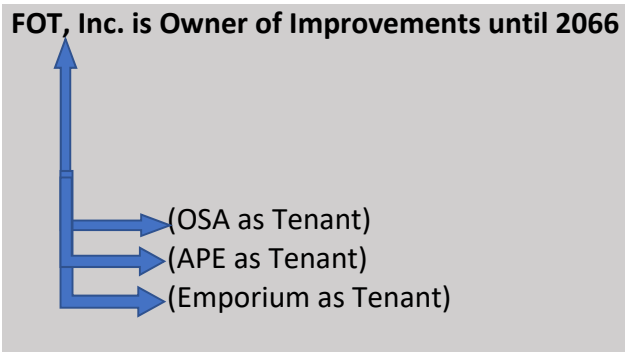 FOT, Inc. is Owner of Improvements until 2066
(OSA as Tenant)
(APE as Tenant)
(Emporium as Tenant)